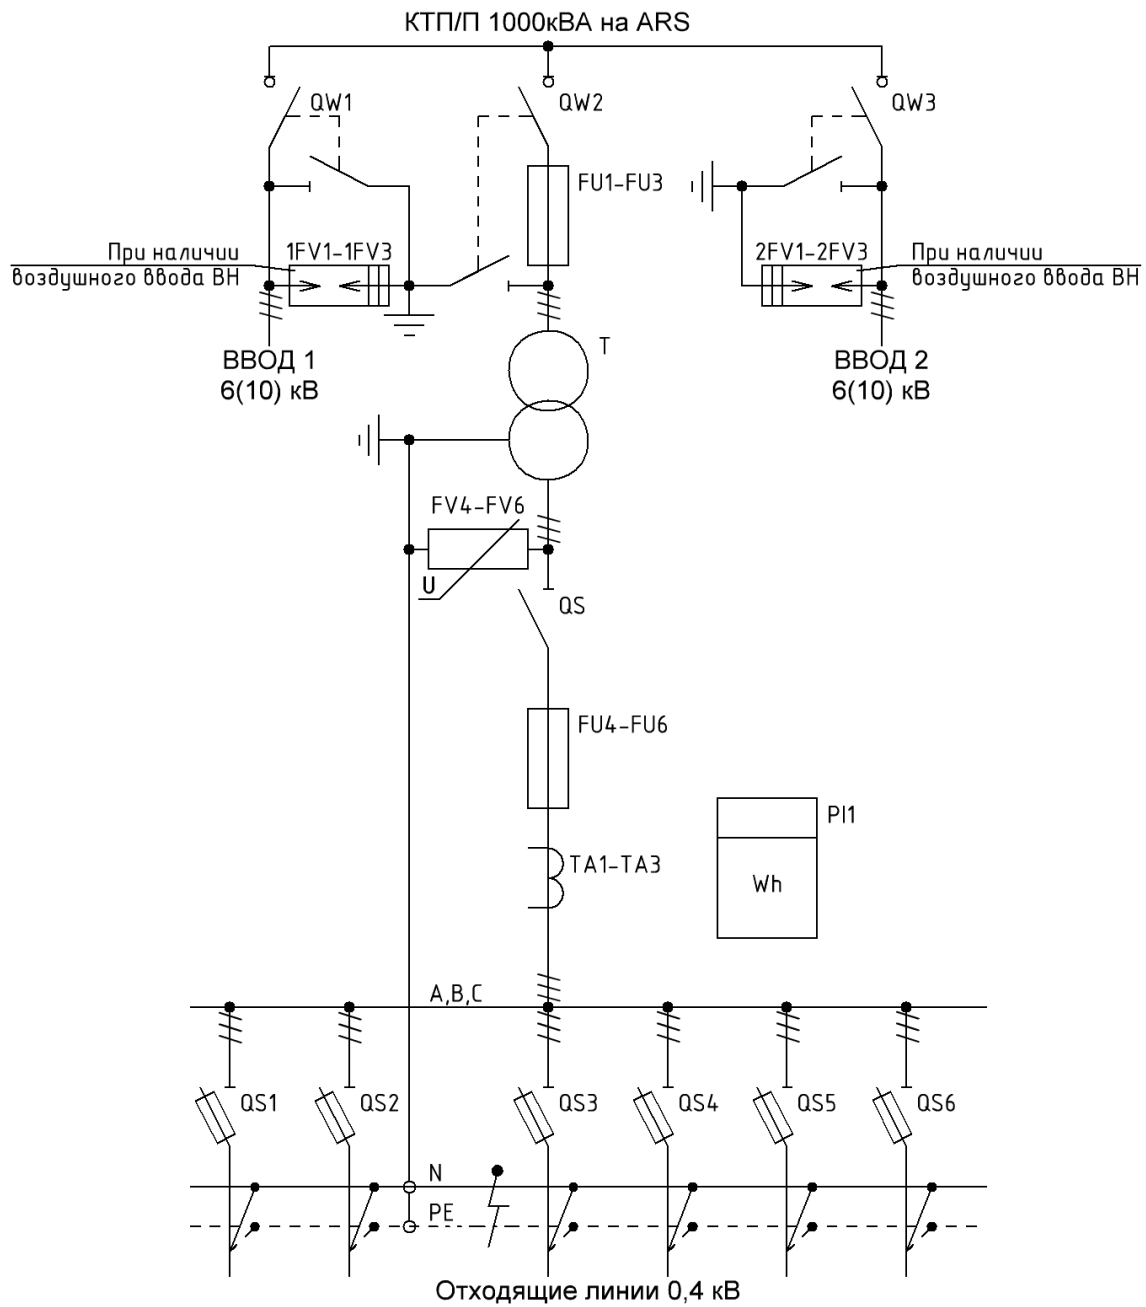 КТП/П 1000кВА на ARS
QW1
QW2
QW3
FU1-FU3
При наличии
воздушного ввода ВН
1FV1-1FV3
2FV1-2FV3
При наличии
воздушного ввода ВН
ВВОД 1
6(10) кВ
T
ВВОД 2
6(10) кВ
FV4-FV6
U
QS
FU4-FU6
PI1
TA1-TA3
Wh
A,B,C
QS1
QS2
QS3
QS4
QS5
QS6
N
PE
Отходящие линии 0,4 кВ